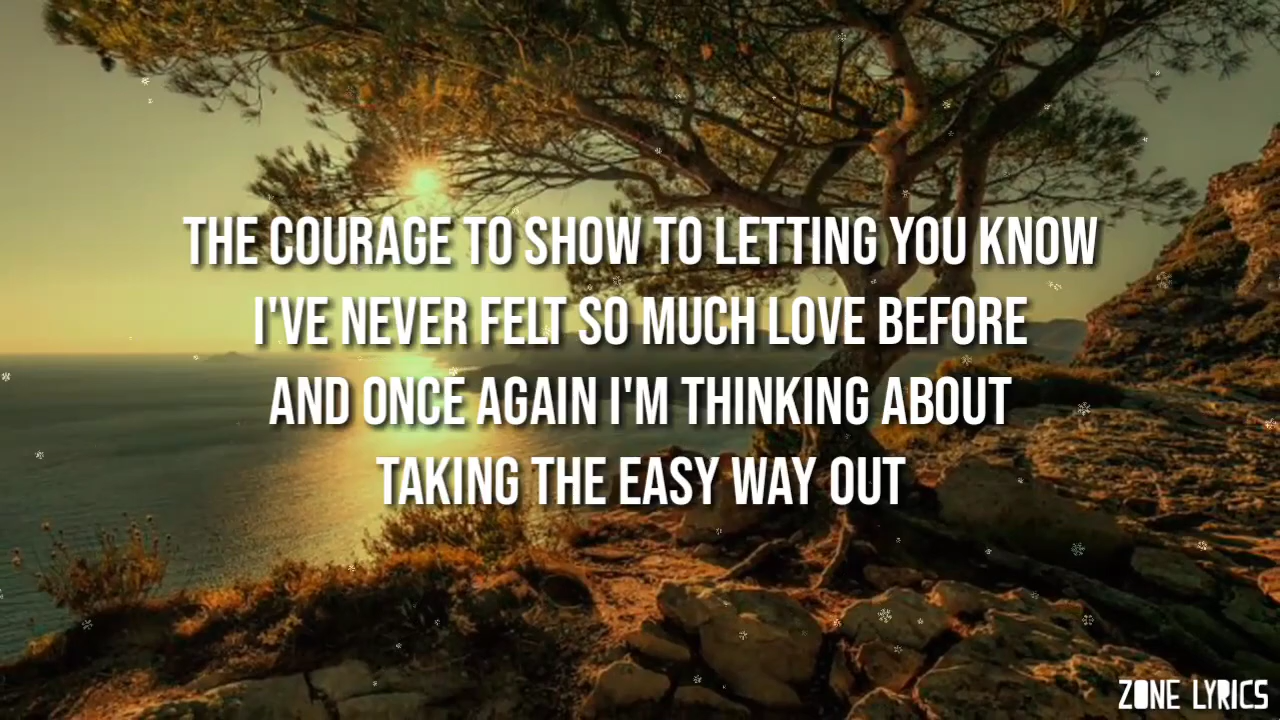 THE COURAGE TO SHOW TO LETTING YOU KNOW
I'VE NEVER FELT SO MUCH LOVE BEFORE
AND ONCE AGAIN I'M THINKING ABOUT
TAKING THE EASY WAY OUT
ZONE LYRICS